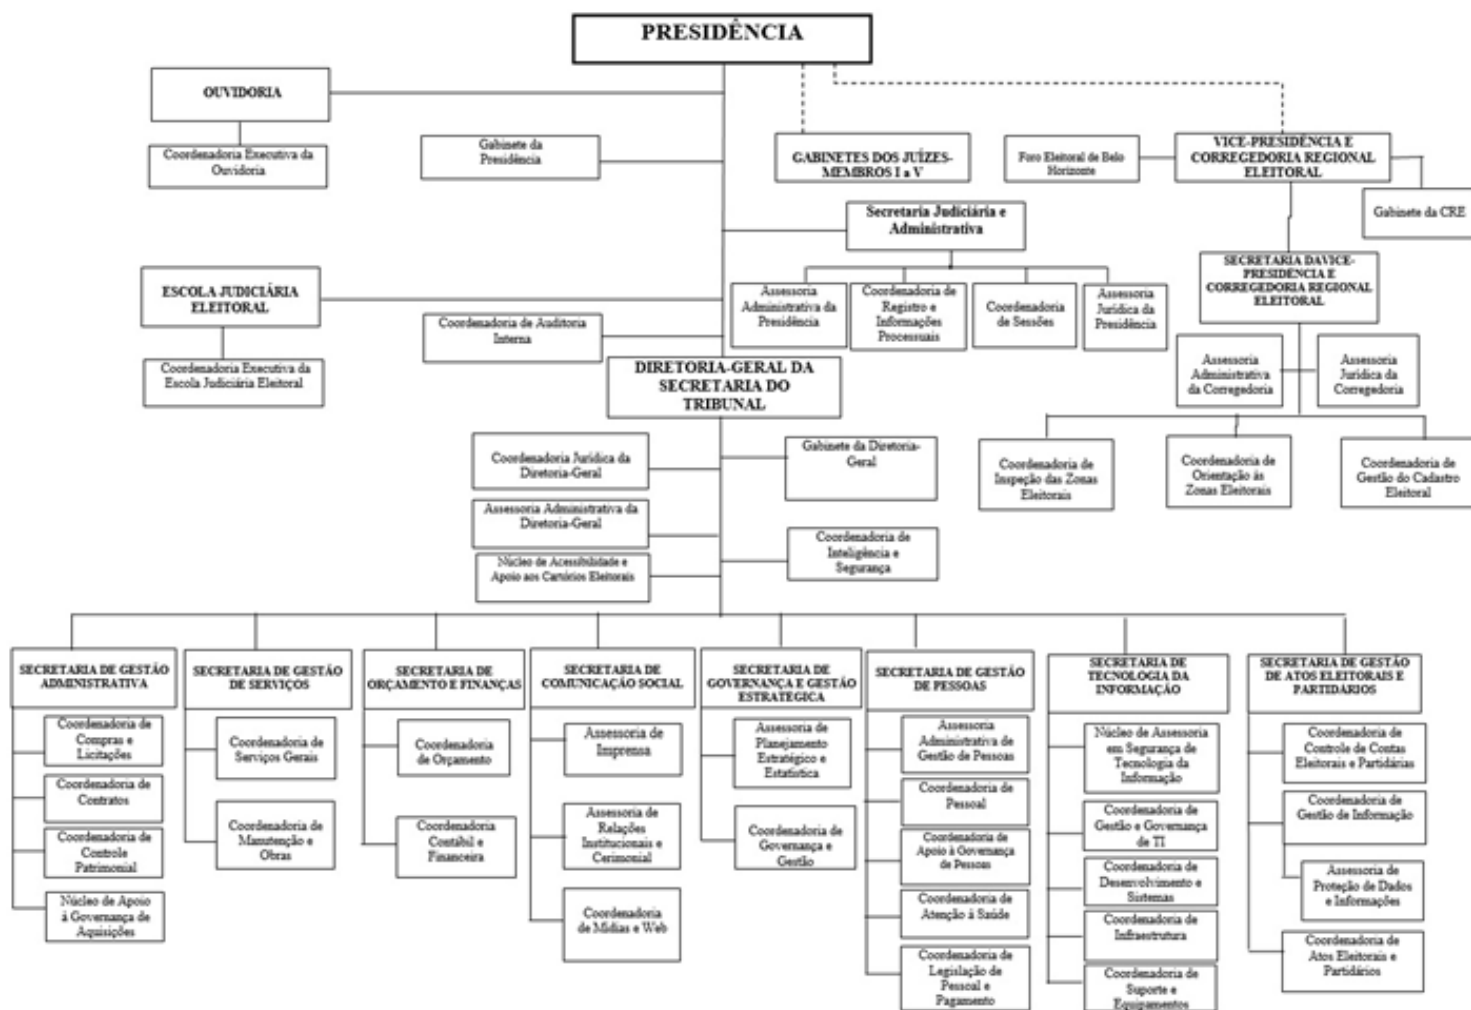 PRESIDÊNCIA
OUVIDORIA
Coordenadoria Executiva da
Ouvidoria
Gabinete da
Presidência
GABINETES DOS JUÍZES-
MEMBROS I a V
Foro Eleitoral de Belo
Horizonte
VICE-PRESIDÊNCIA E
CORREGEDORIA REGIONAL
ELEITORAL
Gabinete da CRE
Secretaria Judiciária e
Administrativa
SECRETARIA DAVICE-
PRESIDÊNCIA E
CORREGEDORIA REGIONAL
ELEITORAL
ESCOLA JUDICIÁRIA
ELEITORAL
Coordenadoria Executiva da
Escola Judiciária Eleitoral
Coordenadoria de Auditoria
Interna
Assessoria
Administrativa da
Presidência
Coordenadoria de
Registro e
Informações
Processuais
Coordenadoria
de Sessões
Assessoria
Jurídica da
Presidência
Assessoria
Administrativa
da Corregedoria
Assessoria
Jurídica da
Corregedoria
DIRETORIA-GERAL DA
SECRETARIA DO
TRIBUNAL
Coordenadoria Jurídica da
Diretoria-Geral
Gabinete da Diretoria-
Geral
Coordenadoria de
Inspeção das Zonas
Eleitorais
Coordenadoria de
Orientação às
Zonas Eleitorais
Coordenadoria de
Gestão do Cadastro
Eleitoral
Assessoria Administrativa da
Diretoria-Geral
Coordenadoria de
Inteligência e
Segurança
Núcleo de Acessibilidade e
Apoio aos Cartórios Eleitorais
SECRETARIA DE GESTÃO
ADMINISTRATIVA
Coordenadoria de
Compras e
Licitações
Coordenadoria de
Contratos
Coordenadoria de
Controle
Patrimonial
Núcleo de Apoio
à Governança de
Aquisições
SECRETARIA DE GESTÃO
DE SERVIÇOS
Coordenadoria de
Serviços Gerais
Coordenadoria de
Manutenção e
Obras
SECRETARIA DE
ORÇAMENTO E FINANÇAS
Coordenadoria
de Orçamento
Coordenadoria
Contábil e
Financeira
SECRETARIA DE
COMUNICAÇÃO SOCIAL
Assessoria de
Imprensa
Assessoria de
Relações
Institucionais e
Cerimonial
Coordenadoria
de Mídias e Web
SECRETARIA DE
GOVERNANÇA E GESTÃO
ESTRATÉGICA
Assessoria de
Planejamento
Estratégico e
Estatística
Coordenadoria de
Governança e
Gestão
SECRETARIA DE GESTÃO
DE PESSOAS
Assessoria
Administrativa de
Gestão de Pessoas
Coordenadoria de
Pessoal
Coordenadoria de
Apoio à Governança
de Pessoas
Coordenadoria de
Atenção à Saúde
Coordenadoria de
Legislação de
Pessoal e
Pagamento
SECRETARIA DE
TECNOLOGIA DA
INFORMAÇÃO
Núcleo de Assessoria
em Segurança de
Tecnologia da
Informação
Coordenadoria de
Gestão e Governança
de TI
Coordenadoria de
Desenvolvimento e
Sistemas
Coordenadoria de
Infraestrutura
Coordenadoria de
Suporte e
Equipamentos
SECRETARIA DE GESTÃO
DE ATOS ELEITORAIS E
PARTIDÁRIOS
Coordenadoria de
Controle de Contas
Eleitorais e Partidárias
Coordenadoria de
Gestão de Informação
Assessoria de
Proteção de Dados
e Informações
Coordenadoria de
Atos Eleitorais e
Partidários